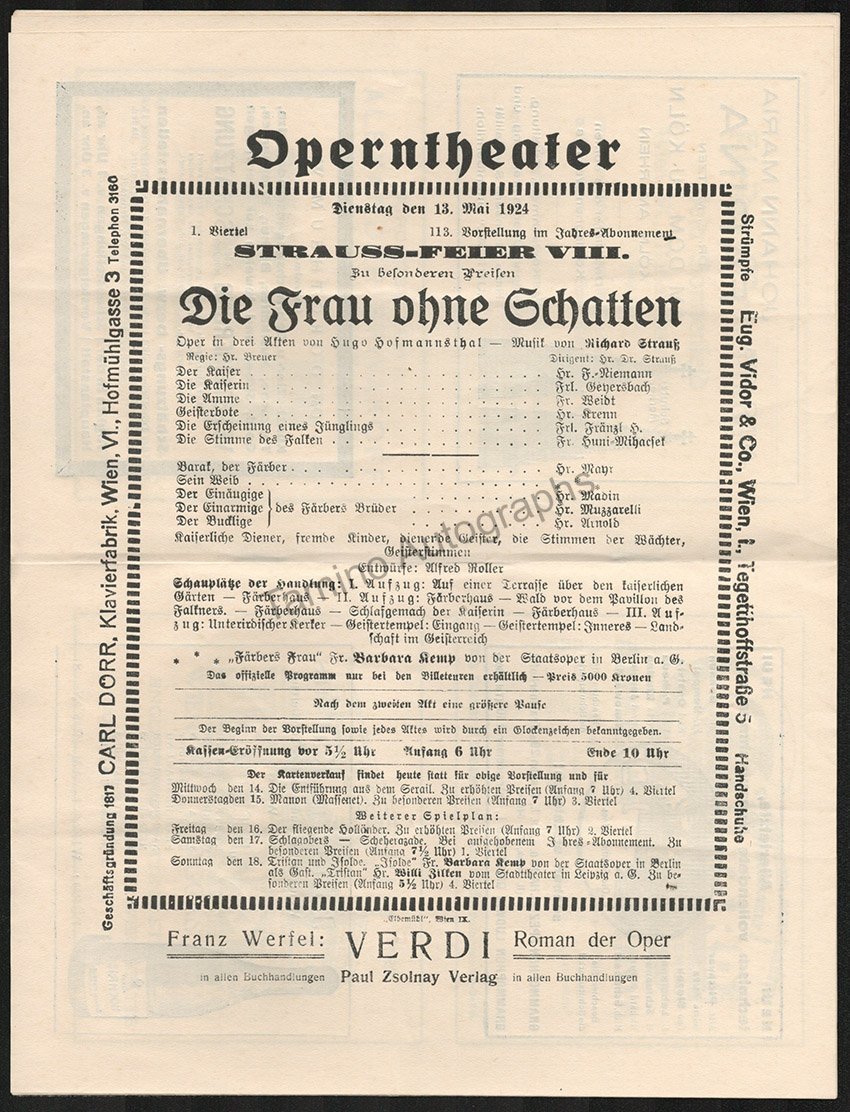 Operntheater
Dienstag den 13. Mai 1924
1. Viertel 113. Vorstellung im Jahres-Abonnement
STRAUSS-FEIER VIII.
Zu besonderen Preisen
Die Frau ohne Schatten
Oper in drei Akten von Hugo Hofmannsthal — Musik von Richard Strauß
Regie: Hr. Breuer Dirigent: Hr. Dr. Strauß
Der Kaiser Hr. F.-Niemann
Die Kaiserin Frl. Geyersbach
Die Amme Fr. Weidt
Geisterbote Hr. Krenn
Die Erscheinung eines Jünglings Frl. Fränzl H.
Die Stimme des Falken Fr. Huni-Mihacsek
Barak, der Färber Hr. Mayr
Sein Weib * * *
Der Einäugige Hr. Madin
Der Einarmige } des Färbers Brüder Hr. Muzzarelli
Der Bucklige Hr. Arnold
Kaiserliche Diener, fremde Kinder, dienende Geister, die Stimmen der Wächter,
Geisterstimmen
Entwürfe: Alfred Roller
Schauplätze der Handlung: I. Aufzug: Auf einer Terrasse über den kaiserlichen
Gärten — Färberhaus — II. Aufzug: Färberhaus — Wald vor dem Pavillon des
Falkners. — Färberhaus — Schlafgemach der Kaiserin — Färberhaus — III. Auf-
zug: Unterirdischer Kerker — Geistertempel: Eingang — Geistertempel: Inneres — Land-
schaft im Geisterreich
* * * „Färbers Frau“ Fr. Barbara Kemp von der Staatsoper in Berlin a. G.
Das offizielle Programm nur bei den Billeteuren erhältlich — Preis 5000 Kronen
Nach dem zweiten Akt eine größere Pause
Der Beginn der Vorstellung sowie jedes Aktes wird durch ein Glockenzeichen bekanntgegeben.
Kassen-Eröffnung vor 5½ Uhr Anfang 6 Uhr Ende 10 Uhr
Der Kartenverkauf findet heute statt für obige Vorstellung und für
Mittwoch den 14. Die Entführung aus dem Serail. Zu erhöhten Preisen (Anfang 7 Uhr) 4. Viertel
Donnerstag den 15. Manon (Massenet). Zu besonderen Preisen (Anfang 7 Uhr) 3. Viertel
Weiterer Spielplan:
Freitag den 16. Der fliegende Holländer. Zu erhöhten Preisen (Anfang 7 Uhr) 2. Viertel
Samstag den 17. Schlagobers — Scheherazade. Bei aufgehobenem J hres-Abonnement. Zu
besonderen Preisen (Anfang 7½ Uhr) 1. Viertel
Sonntag den 18. Tristan und Isolde. „Isolde“ Fr. Barbara Kemp von der Staatsoper in Berlin
als Gast. „Tristan“ Hr. Willi Zilken vom Stadttheater in Leipzig a. G. Zu be-
sonderen Preisen (Anfang 5½ Uhr) 4. Viertel
„Elbemühl“, Wien IX.
Franz Werfel: VERDI Roman der Oper
in allen Buchhandlungen Paul Zsolnay Verlag in allen Buchhandlungen
Geschäftsgründung 1817 CARL DÖRR, Klavierfabrik, Wien, VI., Hofmühlgasse 3 Telephon 3160
Strümpfe Eug. Vidor & Co., Wien, I., Tegetthoffstraße 5 Handschuhe
Tamino Autographs